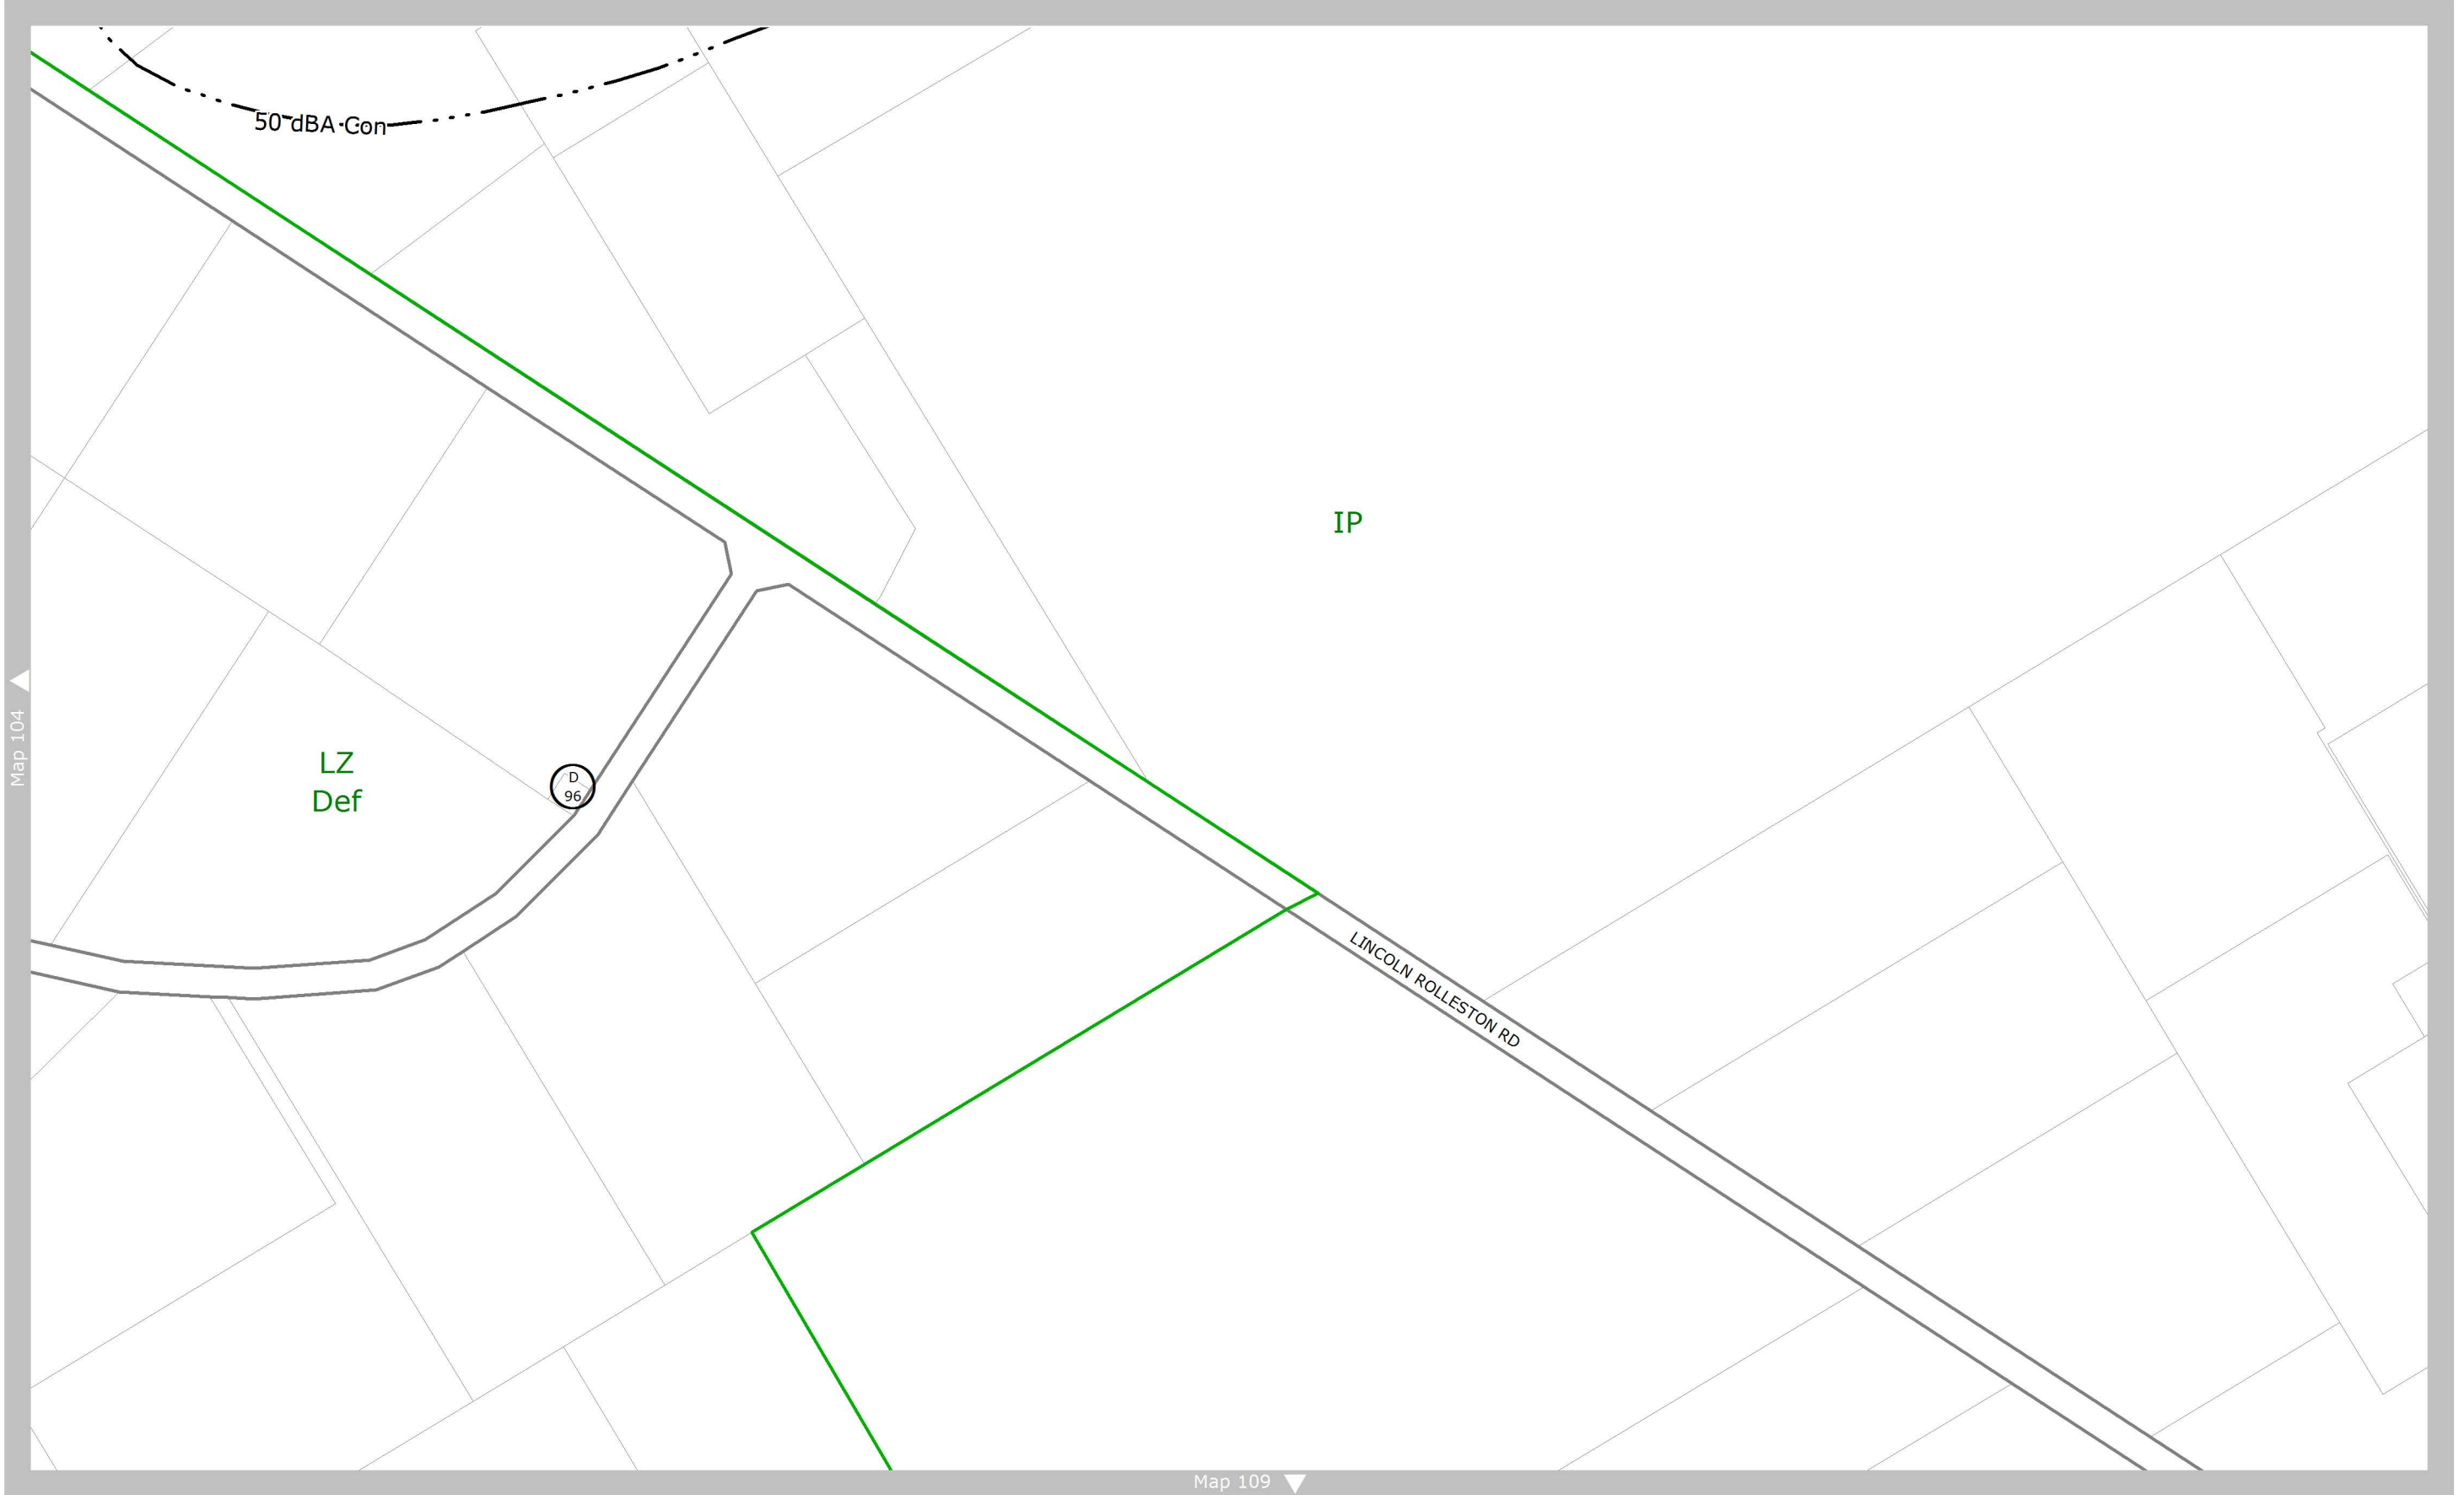 50 dBA Con
IP
LZ
Def
D
96
Map 104
LINCOLN ROLLESTON RD
Map 109